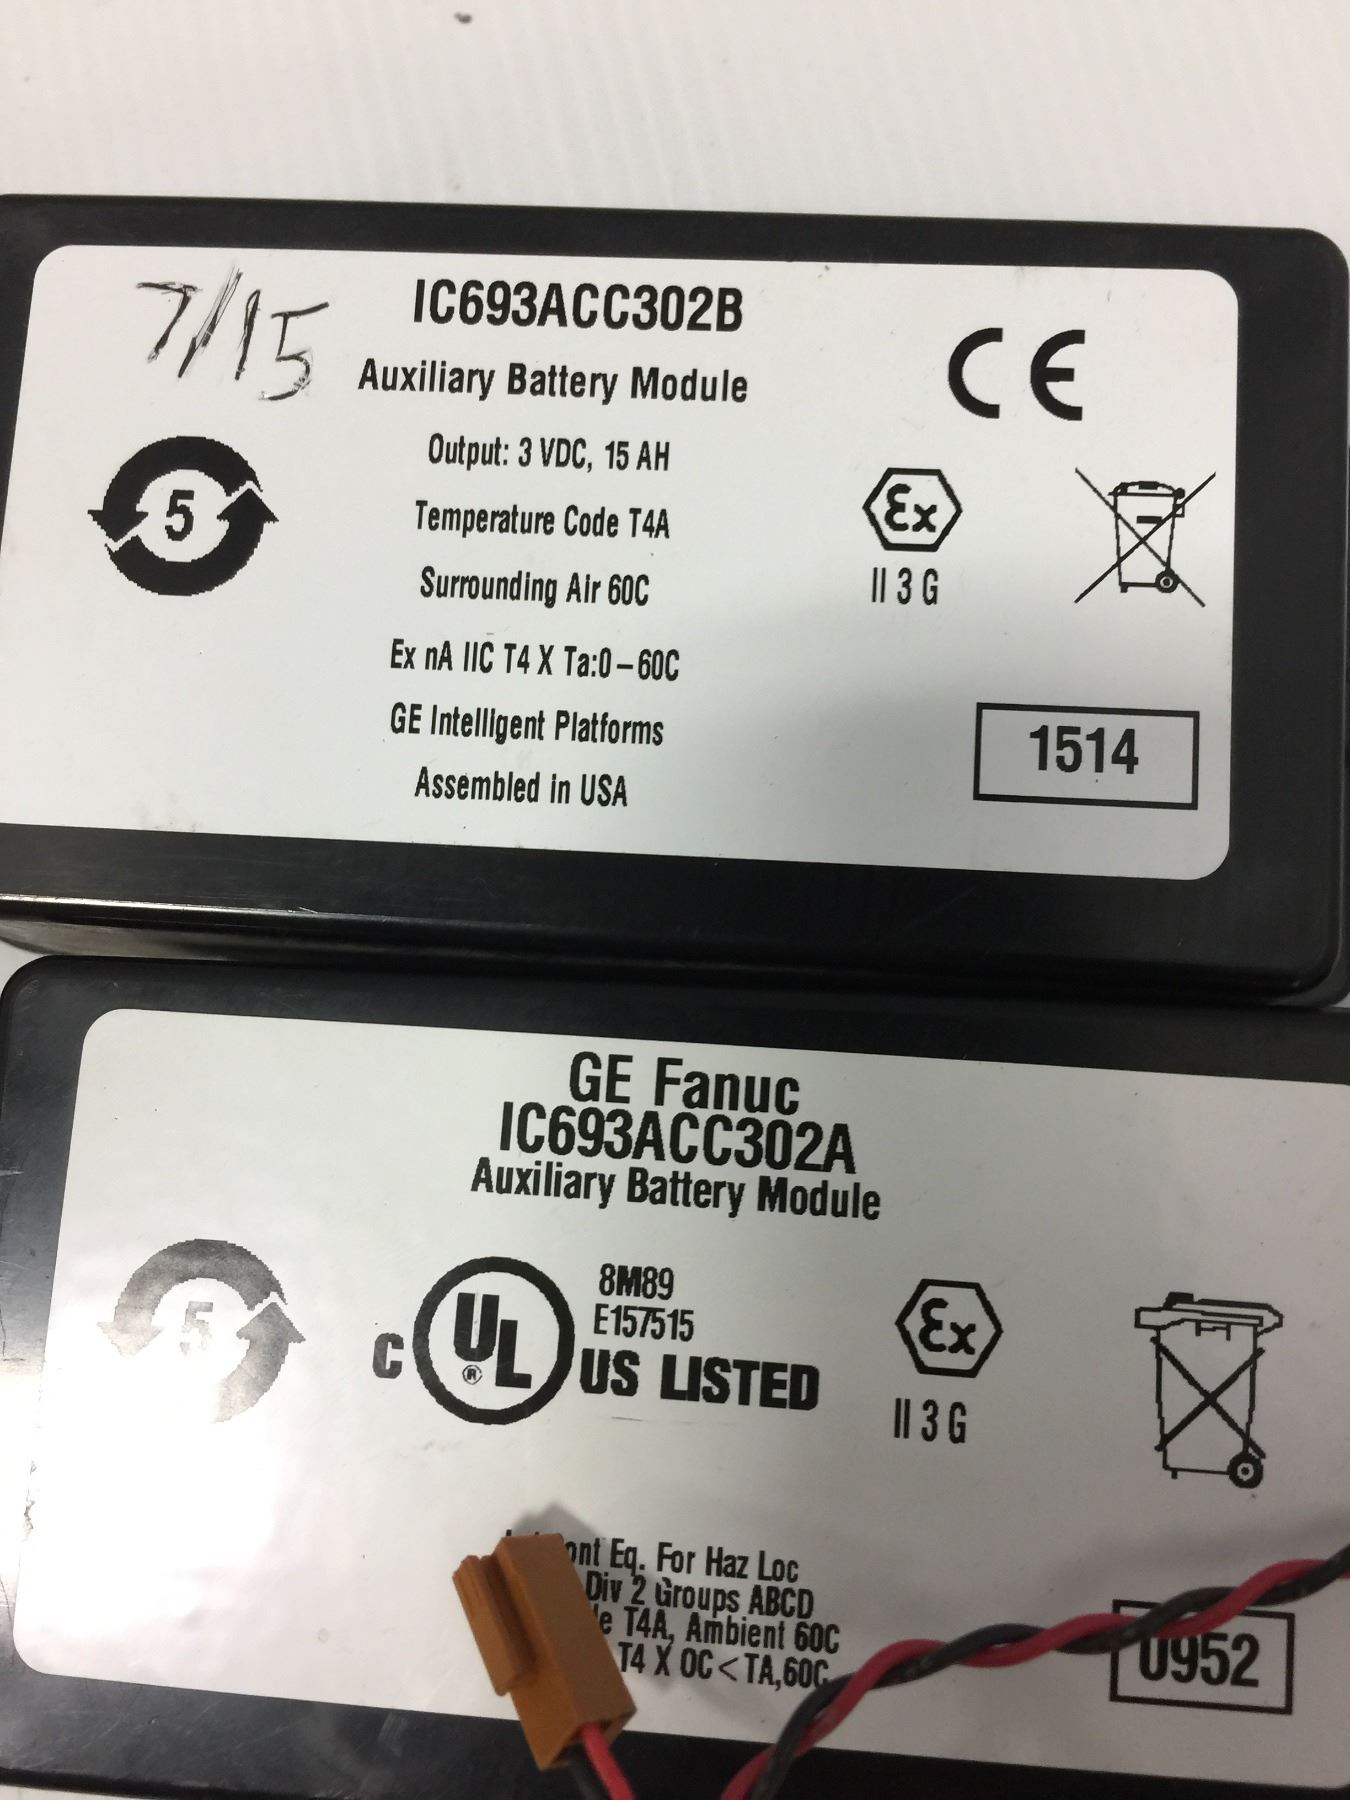 7/15
IC693ACC302B
Auxiliary Battery Module
CE
Output: 3 VDC, 15 AH
5
Temperature Code T4A
Ex
Surrounding Air 60C
II 3 G
Ex nA IIC T4 X Ta:0–60C
GE Intelligent Platforms
1514
Assembled in USA
GE Fanuc
IC693ACC302A
Auxiliary Battery Module
5
C UL ® US LISTED
8M89
E157515
Ex
II 3 G
Eq. For Haz Loc
Div 2 Groups ABCD
T4A, Ambient 60C
T4 X 0C<TA,60C
0952